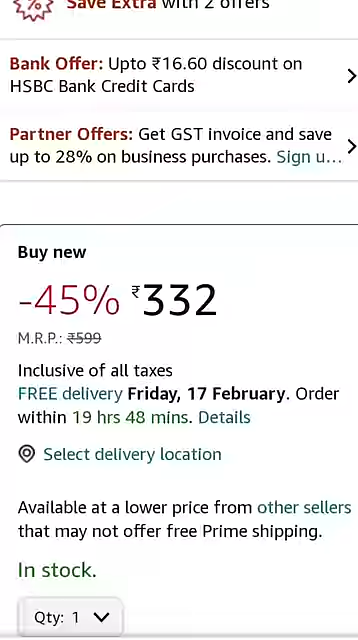 Save Extra with 2 offers
Bank Offer: Upto ₹16.60 discount on
HSBC Bank Credit Cards
Partner Offers: Get GST invoice and save
up to 28% on business purchases. Sign u...
Buy new
-45% ₹332
M.R.P.: ₹599
Inclusive of all taxes
FREE delivery Friday, 17 February. Order
within 19 hrs 48 mins. Details
Select delivery location
Available at a lower price from other sellers
that may not offer free Prime shipping.
In stock.
Qty: 1